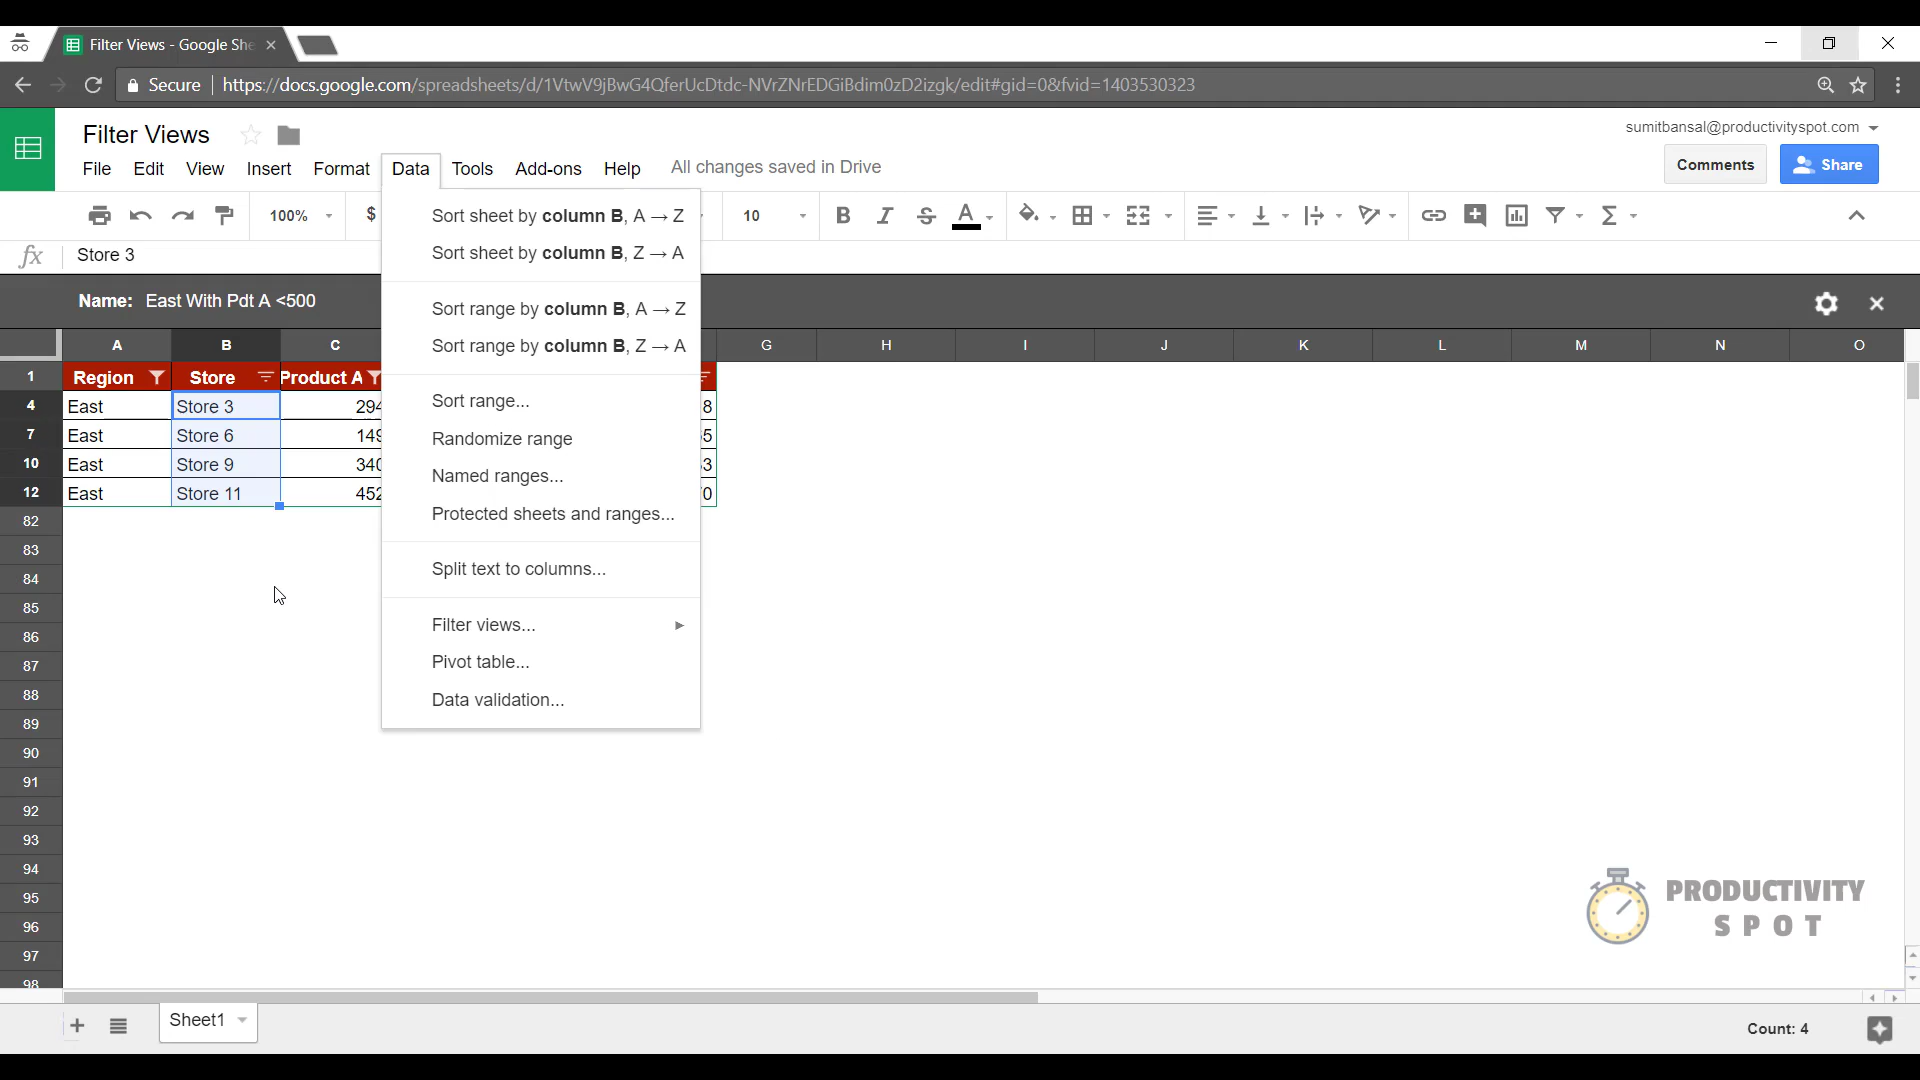 Filter Views - Google She
Secure
https://docs.google.com/spreadsheets/d/1VtwV9jBwG4QferUcDtdc-NVrZNrEDGiBdim0zD2izgk/edit#gid=0&fvid=1403530323
Filter Views
sumitbansal@productivityspot.com
File Edit View Insert Format Data Tools Add-ons Help All changes saved in Drive
Comments Share
100% $ 10 B I S A Σ
fx Store 3
Name: East With Pdt A <500
Sort sheet by column B, A → Z
Sort sheet by column B, Z → A
Sort range by column B, A → Z
Sort range by column B, Z → A
Sort range...
Randomize range
Named ranges...
Protected sheets and ranges...
Split text to columns...
Filter views...
Pivot table...
Data validation...
A B C G H I J K L M N O
1 Region Store Product A
4 East Store 3 294 8
7 East Store 6 149 5
10 East Store 9 340 3
12 East Store 11 452 0
82
83
84
85
86
87
88
89
90
91
92
93
94
95
96
97
98
PRODUCTIVITY
SPOT
Sheet1
Count: 4